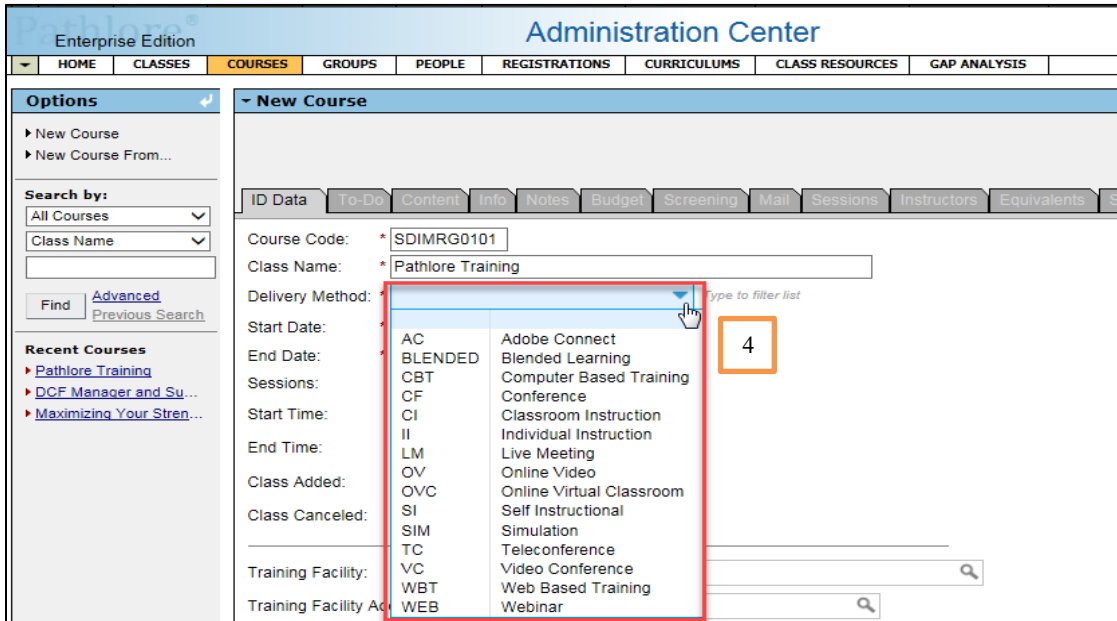 Pathlore®
Enterprise Edition
Administration Center
HOME CLASSES COURSES GROUPS PEOPLE REGISTRATIONS CURRICULUMS CLASS RESOURCES GAP ANALYSIS
Options
New Course
New Course From...
Search by:
All Courses
Class Name
Find
Advanced
Previous Search
Recent Courses
Pathlore Training
DCF Manager and Su...
Maximizing Your Stren...
New Course
ID Data To-Do Content Info Notes Budget Screening Mail Sessions Instructors Equivalents S
Course Code: * SDIMRG0101
Class Name: * Pathlore Training
Delivery Method: * Type to filter list
Start Date: *
End Date: *
Sessions:
Start Time:
End Time:
Class Added:
Class Canceled:
Training Facility:
Training Facility Ad
AC Adobe Connect
BLENDED Blended Learning
CBT Computer Based Training
CF Conference
CI Classroom Instruction
II Individual Instruction
LM Live Meeting
OV Online Video
OVC Online Virtual Classroom
SI Self Instructional
SIM Simulation
TC Teleconference
VC Video Conference
WBT Web Based Training
WEB Webinar
4